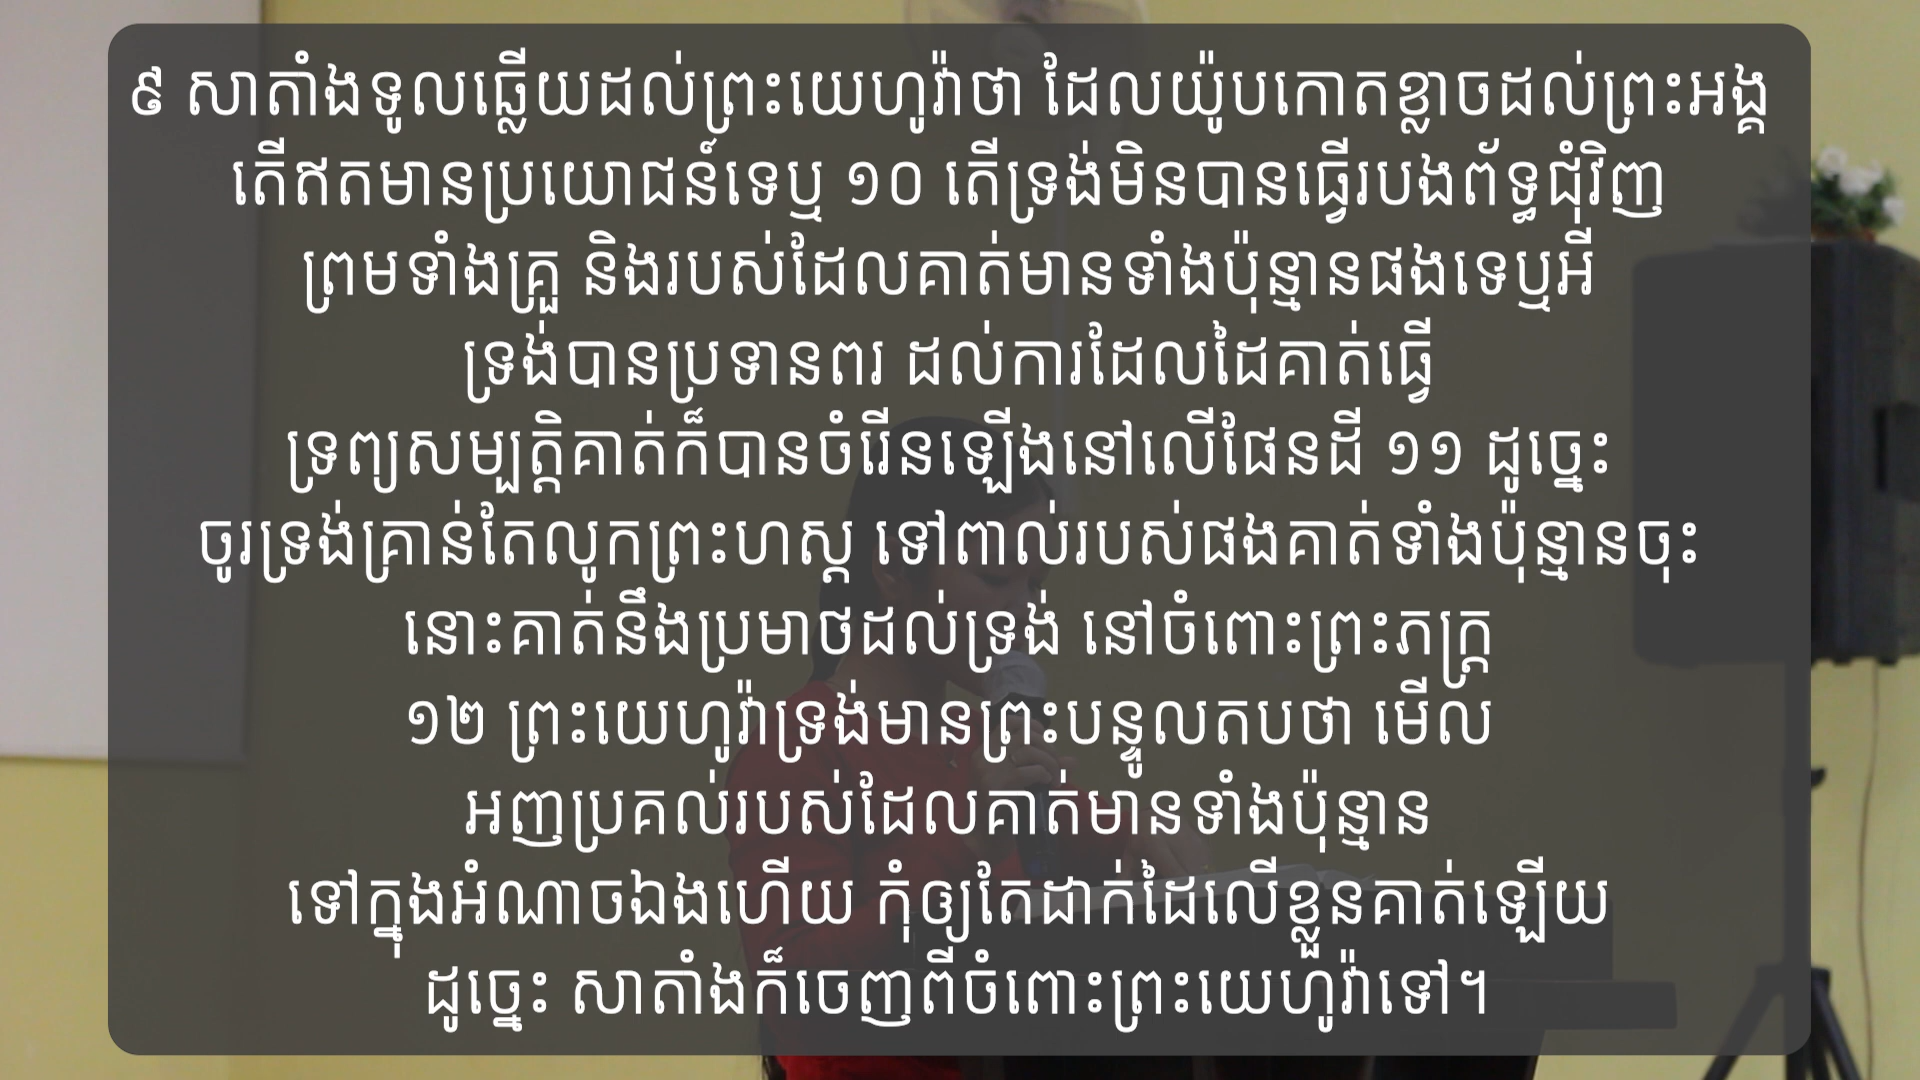 ៩ សាតាំងទូលឆ្លើយដល់ព្រះយេហូវ៉ាថា ដែលយ៉ូបកោតខ្លាចដល់ព្រះអង្គ
តើឥតមានប្រយោជន៍ទេឬ ១០ តើទ្រង់មិនបានធ្វើរបងព័ទ្ធជុំវិញ
ព្រមទាំងគ្រួ និងរបស់ដែលគាត់មានទាំងប៉ុន្មានផងទេឬអី
ទ្រង់បានប្រទានពរ ដល់ការដែលដៃគាត់ធ្វើ
ទ្រព្យសម្បត្តិគាត់ក៏បានចំរើនឡើងនៅលើផែនដី ១១ ដូច្នេះ
ចូរទ្រង់គ្រាន់តែលូកព្រះហស្ត ទៅពាល់របស់ផងគាត់ទាំងប៉ុន្មានចុះ
នោះគាត់នឹងប្រមាថដល់ទ្រង់ នៅចំពោះព្រះភក្ត្រ
១២ ព្រះយេហូវ៉ាទ្រង់មានព្រះបន្ទូលតបថា មើល
អញប្រគល់របស់ដែលគាត់មានទាំងប៉ុន្មាន
ទៅក្នុងអំណាចឯងហើយ កុំឲ្យតែដាក់ដៃលើខ្លួនគាត់ឡើយ
ដូច្នេះ សាតាំងក៏ចេញពីចំពោះព្រះយេហូវ៉ាទៅ។